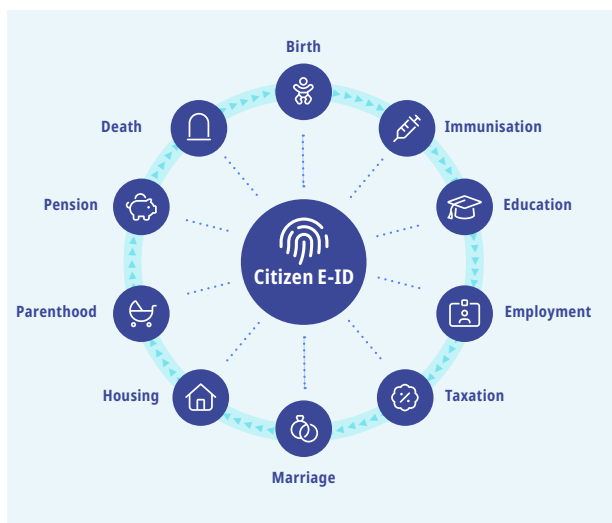 Birth
Immunisation
Education
Employment
Taxation
Marriage
Housing
Parenthood
Pension
Death
Citizen E-ID